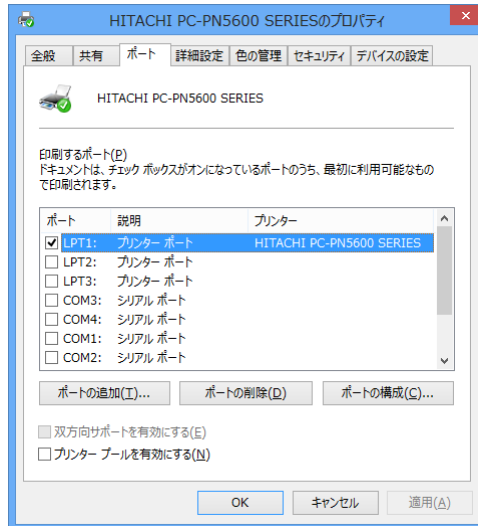 HITACHI PC-PN5600 SERIESのプロパティ
全般 共有 ポート 詳細設定 色の管理 セキュリティ デバイスの設定
HITACHI PC-PN5600 SERIES
印刷するポート(P)
ドキュメントは、チェック ボックスがオンになっているポートのうち、最初に利用可能なもの
で印刷されます。
ポート 説明 プリンター
LPT1: プリンター ポート HITACHI PC-PN5600 SERIES
LPT2: プリンター ポート
LPT3: プリンター ポート
COM3: シリアル ポート
COM4: シリアル ポート
COM1: シリアル ポート
COM2: シリアル ポート
ポートの追加(T)... ポートの削除(D) ポートの構成(C)...
双方向サポートを有効にする(E)
プリンター プールを有効にする(N)
OK キャンセル 適用(A)